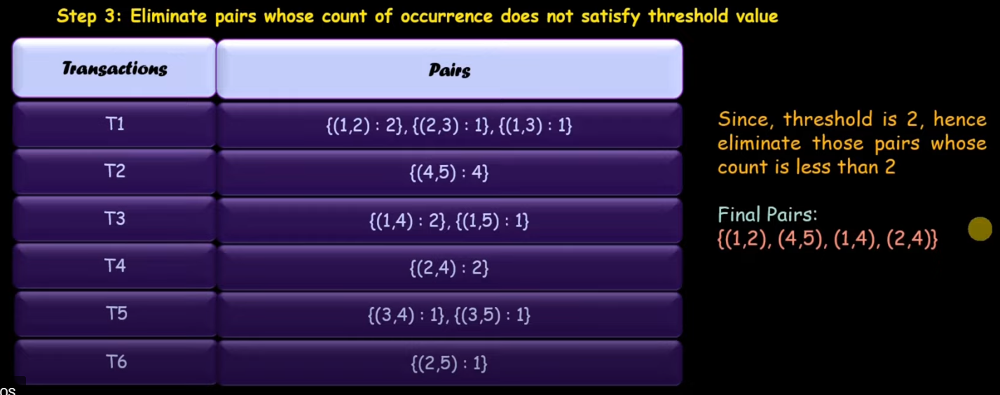 Step 3: Eliminate pairs whose count of occurrence does not satisfy threshold value
Transactions Pairs
T1 {(1,2) : 2}, {(2,3) : 1}, {(1,3) : 1}
T2 {(4,5) : 4}
T3 {(1,4) : 2}, {(1,5) : 1}
T4 {(2,4) : 2}
T5 {(3,4) : 1}, {(3,5) : 1}
T6 {(2,5) : 1}
Since, threshold is 2, hence
eliminate those pairs whose
count is less than 2
Final Pairs:
{(1,2), (4,5), (1,4), (2,4)}
os